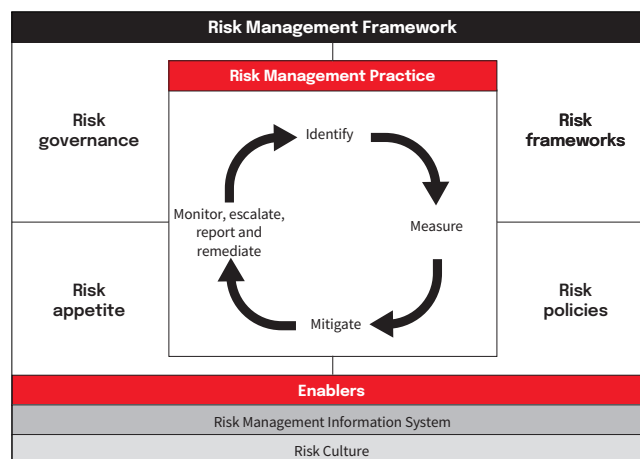 Risk Management Framework
Risk Management Practice
Risk
governance
Risk
frameworks
Identify
Measure
Mitigate
Monitor, escalate,
report and
remediate
Risk
appetite
Risk
policies
Enablers
Risk Management Information System
Risk Culture